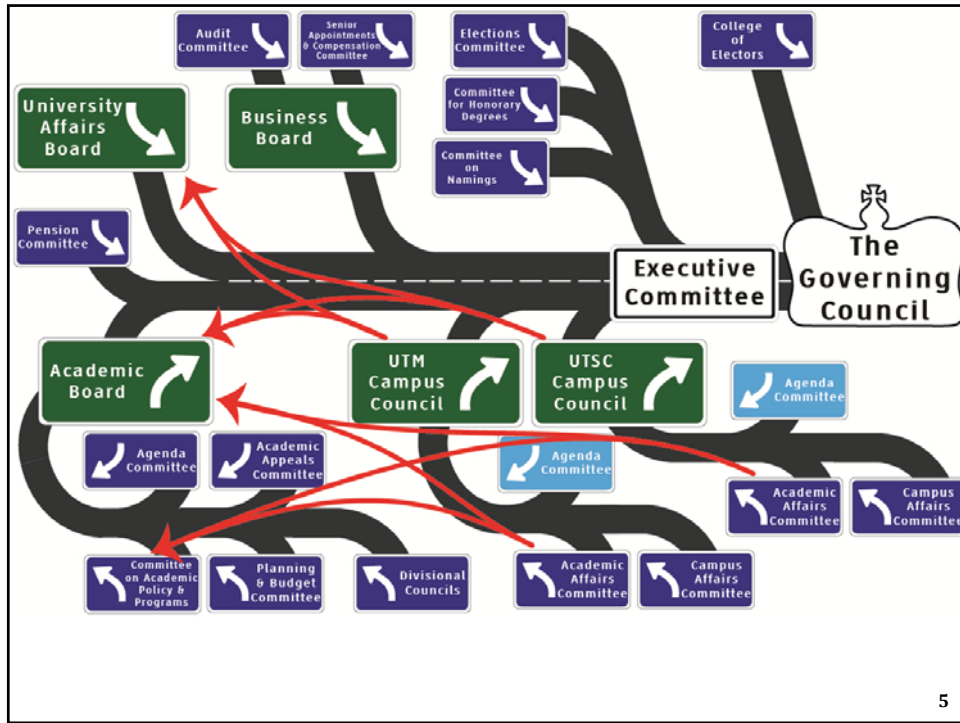 Audit
Committee
Senior
Appointments
& Compensation
Committee
Elections
Committee
College
of
Electors
University
Affairs
Board
Business
Board
Committee
for Honorary
Degrees
Committee
on
Namings
Pension
Committee
Executive
Committee
The
Governing
Council
Academic
Board
UTM
Campus
Council
UTSC
Campus
Council
Agenda
Committee
Agenda
Committee
Academic
Appeals
Committee
Agenda
Committee
Academic
Affairs
Committee
Campus
Affairs
Committee
Committee
on Academic
Policy &
Programs
Planning
& Budget
Committee
Divisional
Councils
Academic
Affairs
Committee
Campus
Affairs
Committee
5